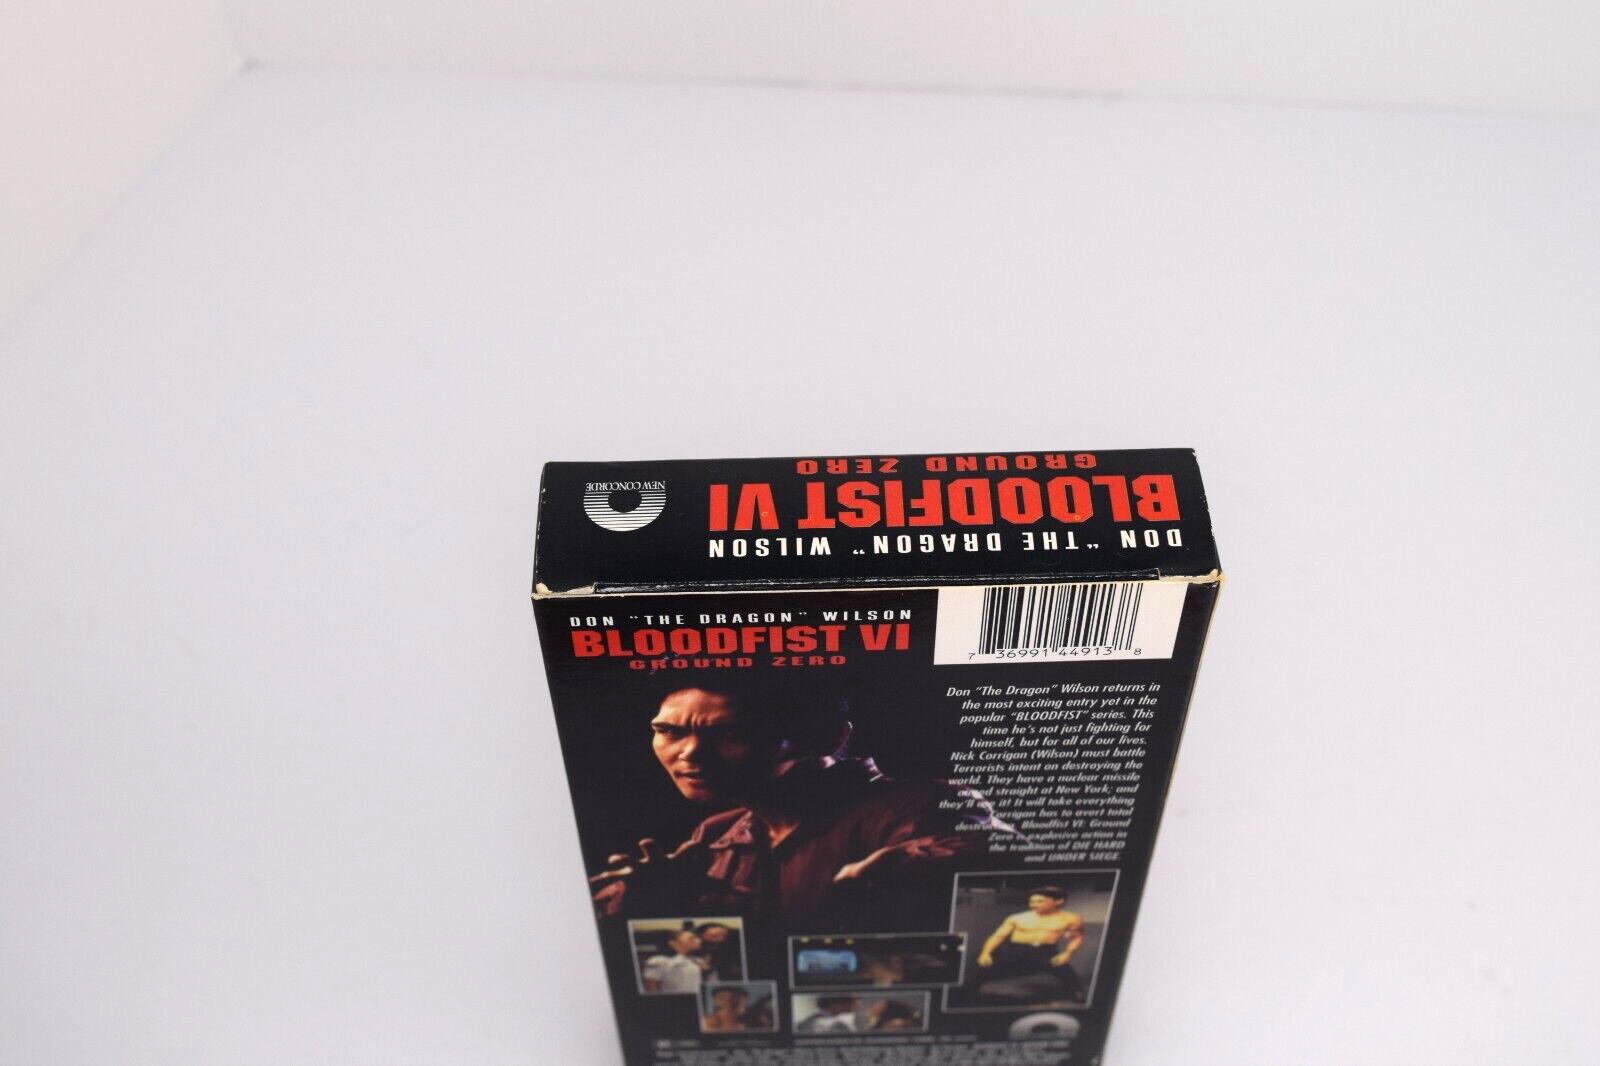 GROUND ZERO
BLOODFIST VI
DON "THE DRAGON" WILSON
NEW CONCORDE
DON "THE DRAGON" WILSON
BLOODFIST VI
GROUND ZERO
7 36991 44913 8
Don "The Dragon" Wilson returns in
the most exciting entry yet in the
popular "BLOODFIST" series. This
time he's not just fighting for
himself, but for all of our lives.
Nick Corrigan (Wilson) must battle
Terrorists intent on destroying the
world. They have a nuclear missile
aimed straight at New York; and
they'll use it! It will take everything
Corrigan has to avert total
destruction. Bloodfist VI: Ground
Zero is explosive action in
the tradition of DIE HARD
and UNDER SIEGE.